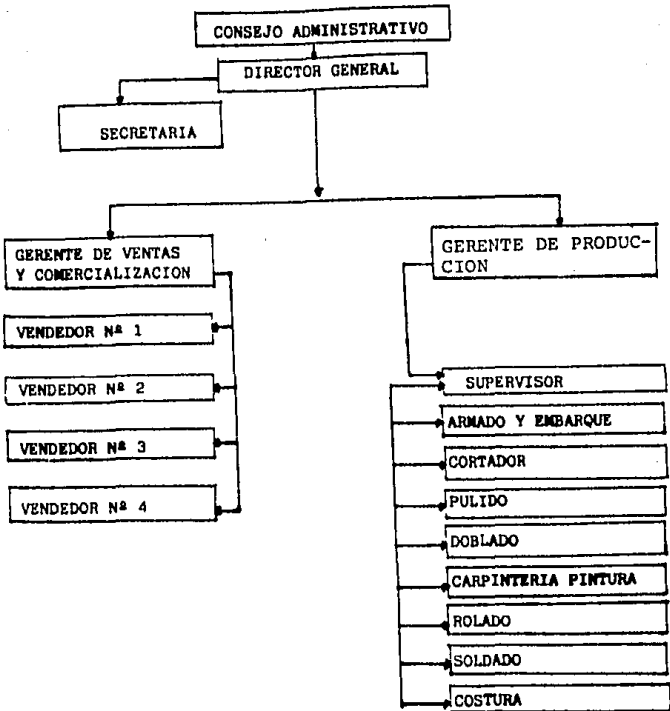 CONSEJO ADMINISTRATIVO
DIRECTOR GENERAL
SECRETARIA
GERENTE DE VENTAS
Y COMERCIALIZACION
VENDEDOR Nª 1
VENDEDOR Nª 2
VENDEDOR Nª 3
VENDEDOR Nª 4
GERENTE DE PRODUC-
CION
SUPERVISOR
ARMADO Y EMBARQUE
CORTADOR
PULIDO
DOBLADO
CARPINTERIA PINTURA
ROLADO
SOLDADO
COSTURA